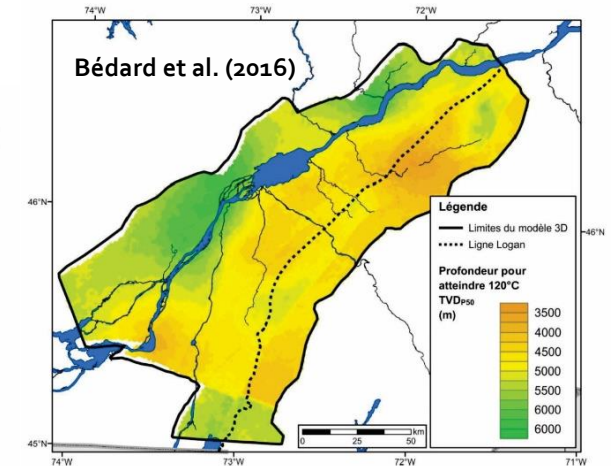 74°W 73°W 72°W
Bédard et al. (2016)
46°N
46°N
Légende
Limites du modèle 3D
Ligne Logan
Profondeur pour
atteindre 120°C
TVDP50
(m)
3500
4000
4500
5000
5500
6000
6000
km
0 25 50
45°N
74°W 73°W 72°W 71°W